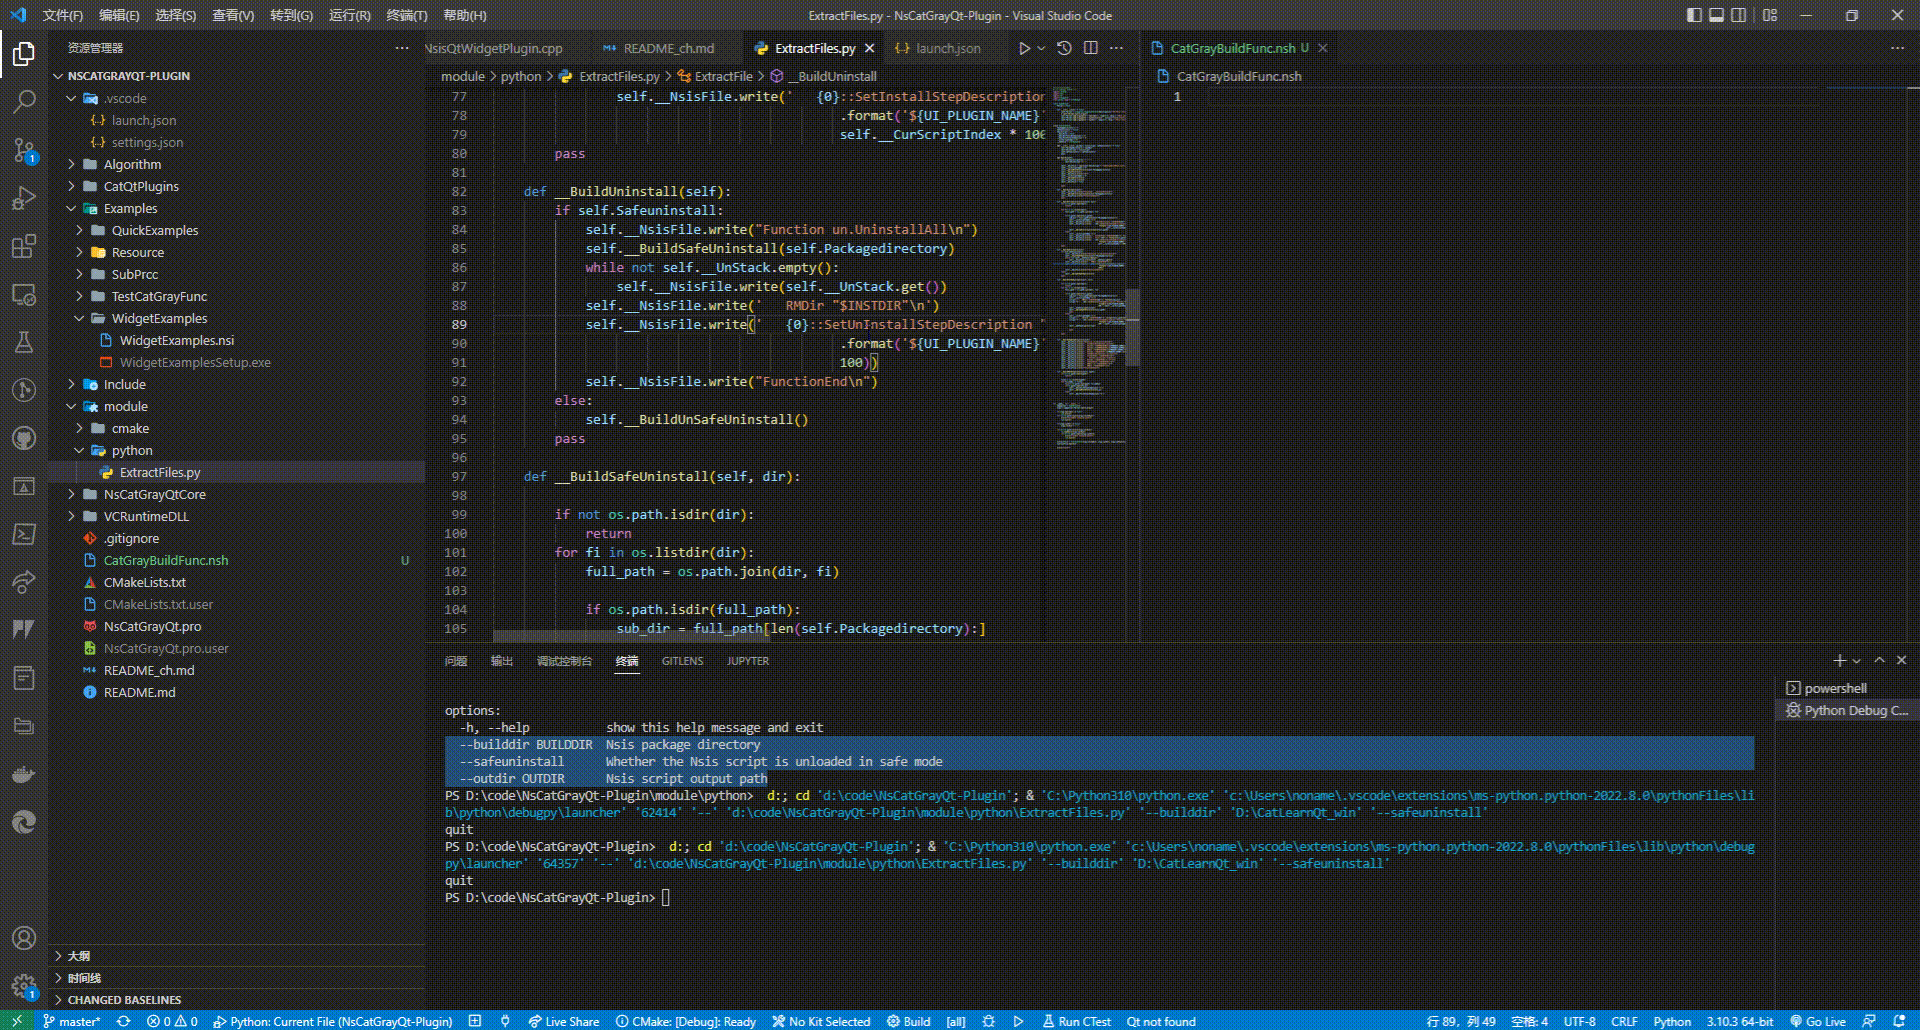 文件(F) 编辑(E) 选择(S) 查看(V) 转到(G) 运行(R) 终端(T) 帮助(H)
ExtractFiles.py - NsCatGrayQt-Plugin - Visual Studio Code
资源管理器
NSCATGRAYQT-PLUGIN
.vscode
launch.json
settings.json
Algorithm
CatQtPlugins
Examples
QuickExamples
Resource
SubPrcc
TestCatGrayFunc
WidgetExamples
WidgetExamples.nsi
WidgetExamplesSetup.exe
Include
module
cmake
python
ExtractFiles.py
NsCatGrayQtCore
VCRuntimeDLL
.gitignore
CatGrayBuildFunc.nsh U
CMakeLists.txt
CMakeLists.txt.user
NsCatGrayQt.pro
NsCatGrayQt.pro.user
README_ch.md
README.md
大纲
时间线
CHANGED BASELINES
NsisQtWidgetPlugin.cpp README_ch.md ExtractFiles.py launch.json
module > python > ExtractFiles.py > ExtractFile > __BuildUninstall
77 self.__NsisFile.write('   {0}::SetInstallStepDescription
78 .format('${UI_PLUGIN_NAME}'
79 self.__CurScriptIndex * 100
80 pass
81
82 def __BuildUninstall(self):
83 if self.Safeuninstall:
84 self.__NsisFile.write("Function un.UninstallAll\n")
85 self.__BuildSafeUninstall(self.Packagedirectory)
86 while not self.__UnStack.empty():
87 self.__NsisFile.write(self.__UnStack.get())
88 self.__NsisFile.write('   RMDir "$INSTDIR"\n')
89 self.__NsisFile.write('   {0}::SetUnInstallStepDescription "
90 .format('${UI_PLUGIN_NAME}'
91 100))
92 self.__NsisFile.write("FunctionEnd\n")
93 else:
94 self.__BuildUnSafeUninstall()
95 pass
96
97 def __BuildSafeUninstall(self, dir):
98
99 if not os.path.isdir(dir):
100 return
101 for fi in os.listdir(dir):
102 full_path = os.path.join(dir, fi)
103
104 if os.path.isdir(full_path):
105 sub_dir = full_path[len(self.Packagedirectory):]
CatGrayBuildFunc.nsh U
CatGrayBuildFunc.nsh
1
问题 输出 调试控制台 终端 GITLENS JUPYTER
options:
-h, --help show this help message and exit
--builddir BUILDDIR Nsis package directory
--safeuninstall Whether the Nsis script is unloaded in safe mode
--outdir OUTDIR Nsis script output path
PS D:\code\NsCatGrayQt-Plugin\module\python>  d:; cd 'd:\code\NsCatGrayQt-Plugin'; & 'C:\Python310\python.exe' 'c:\Users\noname\.vscode\extensions\ms-python.python-2022.8.0\pythonFiles\li
b\python\debugpy\launcher' '62414' '--' 'd:\code\NsCatGrayQt-Plugin\module\python\ExtractFiles.py' '--builddir' 'D:\CatLearnQt_win' '--safeuninstall'
quit
PS D:\code\NsCatGrayQt-Plugin>  d:; cd 'd:\code\NsCatGrayQt-Plugin'; & 'C:\Python310\python.exe' 'c:\Users\noname\.vscode\extensions\ms-python.python-2022.8.0\pythonFiles\lib\python\debug
py\launcher' '64357' '--' 'd:\code\NsCatGrayQt-Plugin\module\python\ExtractFiles.py' '--builddir' 'D:\CatLearnQt_win' '--safeuninstall'
quit
PS D:\code\NsCatGrayQt-Plugin>
powershell
Python Debug C...
1
1
master* 0 0 Python: Current File (NsCatGrayQt-Plugin) Live Share CMake: [Debug]: Ready No Kit Selected Build [all] Run CTest Qt not found 行 89，列 49 空格: 4 UTF-8 CRLF Python 3.10.3 64-bit Go Live